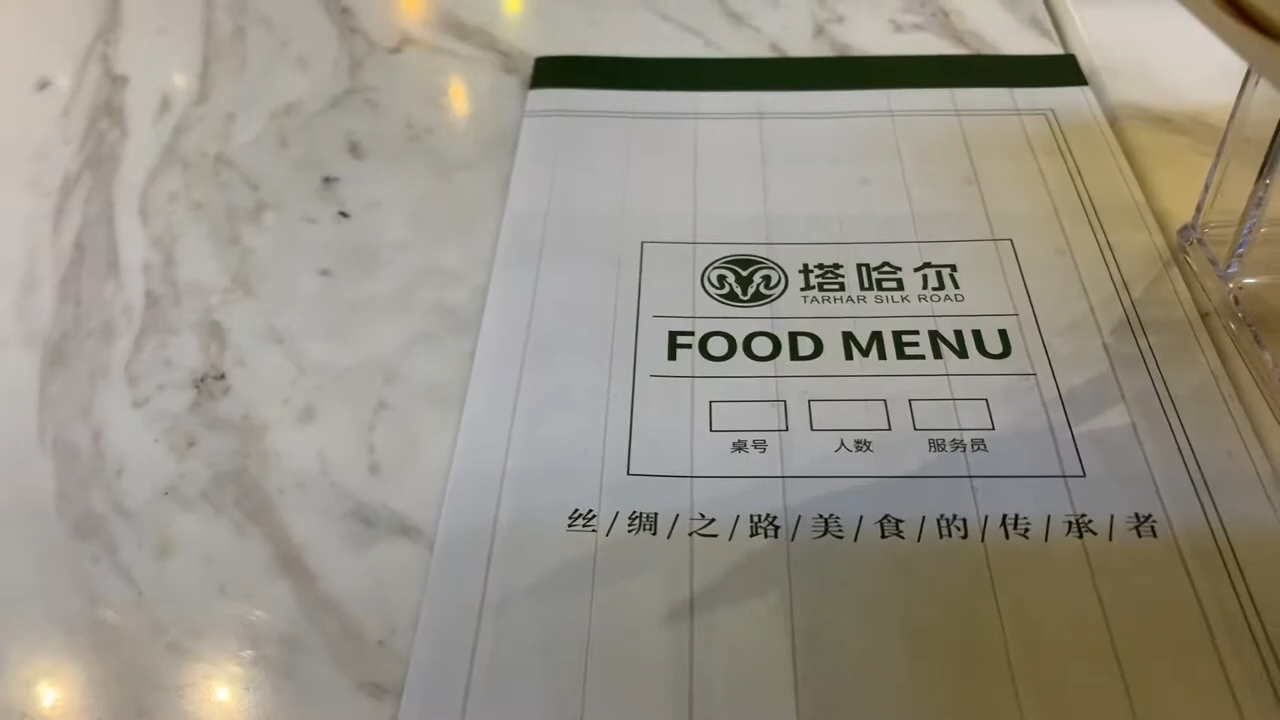 塔哈尔
TARHAR SILK ROAD
FOOD MENU
桌号 人数 服务员
丝/绸/之/路/美/食/的/传/承/者